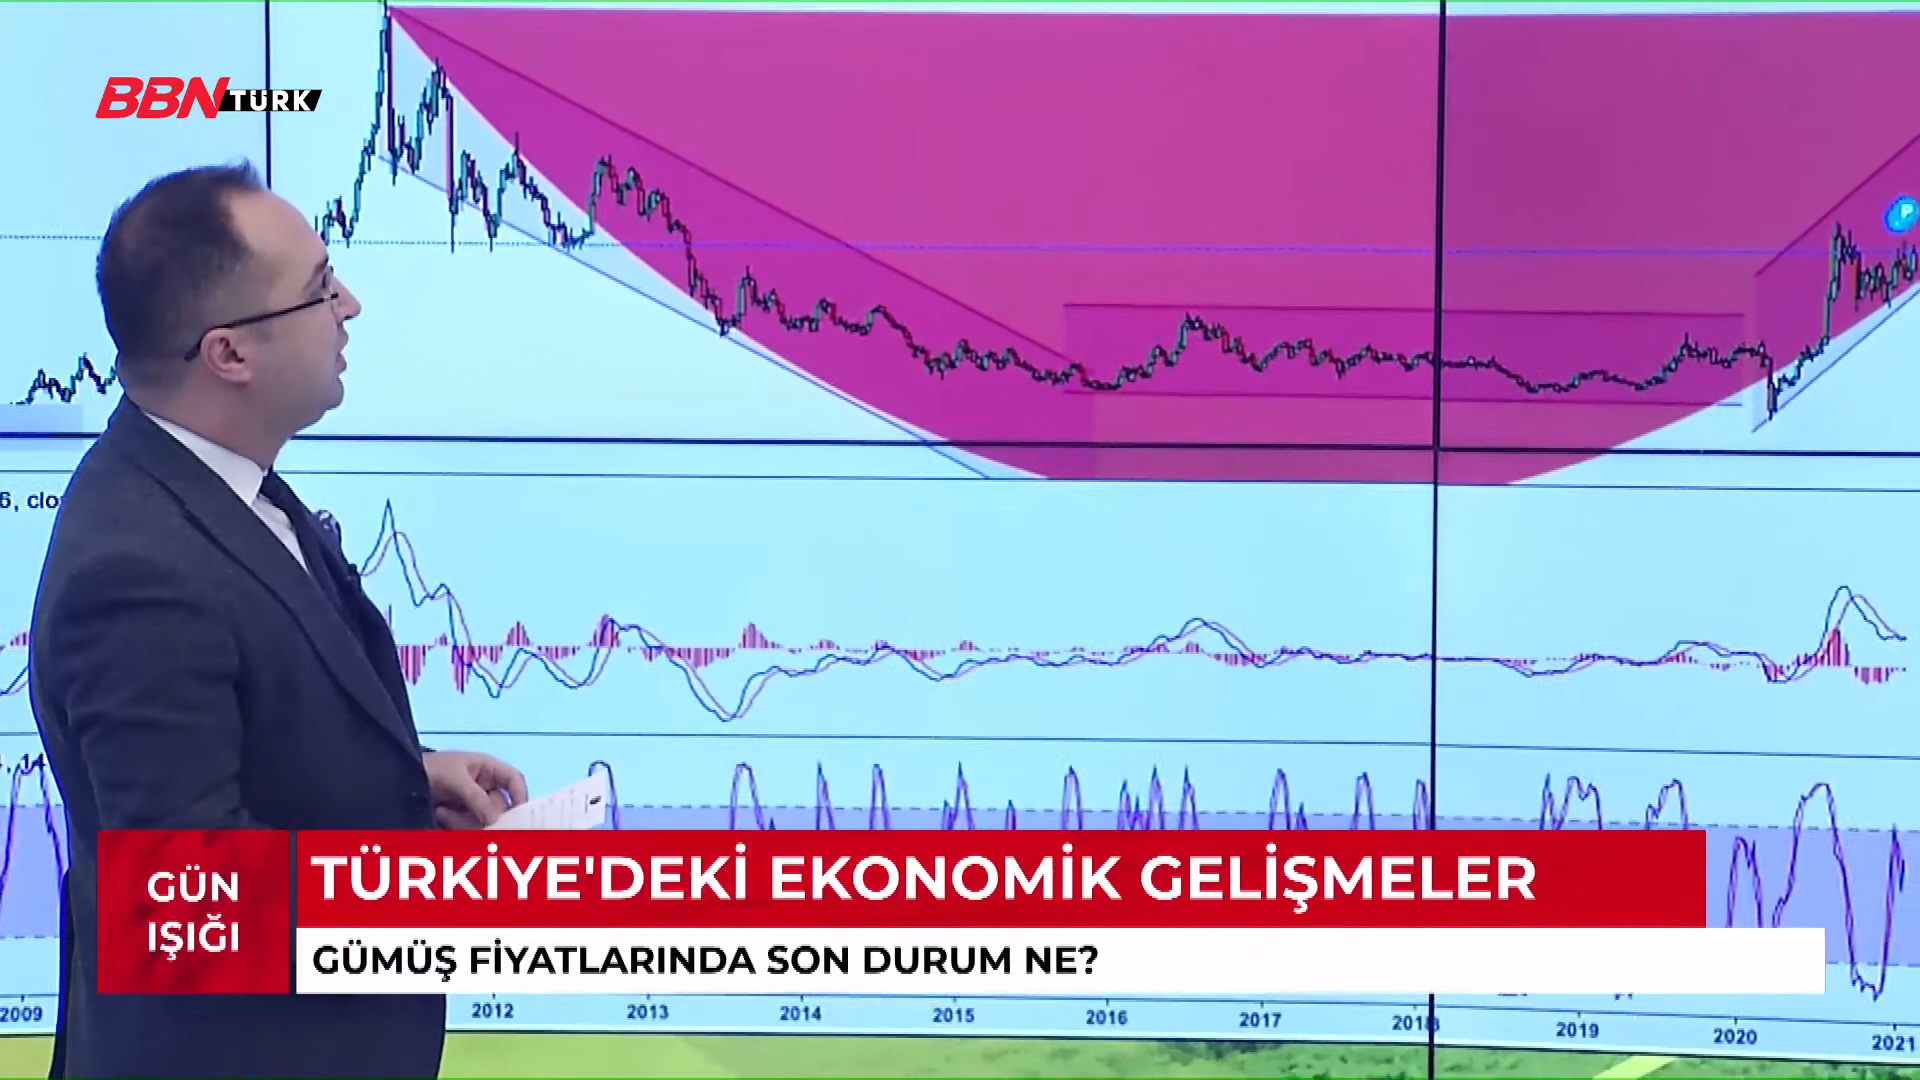 BBN TÜRK
P
6, clo
, 14
GÜN
IŞIĞI
TÜRKİYE'DEKİ EKONOMİK GELİŞMELER
GÜMÜŞ FİYATLARINDA SON DURUM NE?
2009
2012
2013
2014
2015
2016
2017
2018
2019
2020
2021